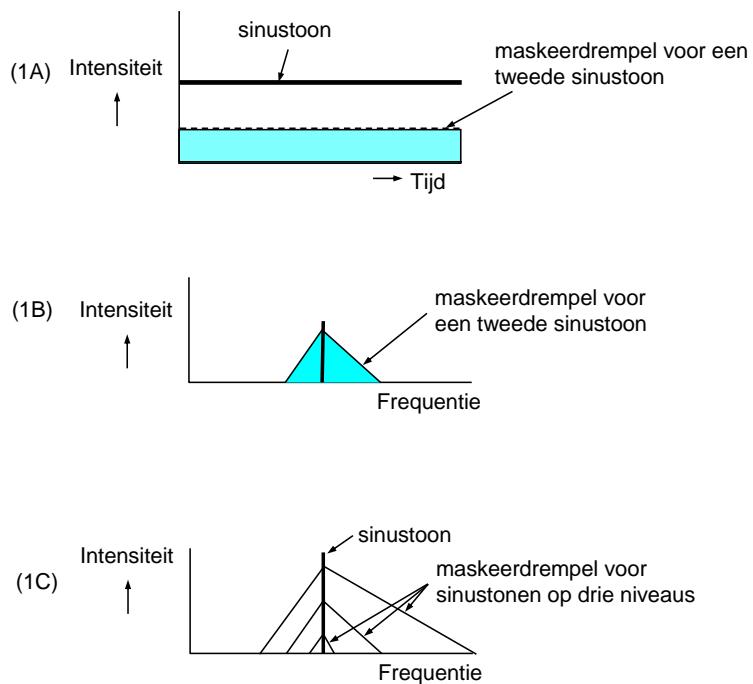 sinustoon
(1A)
Intensiteit
maskeerdrempel voor een
tweede sinustoon
Tijd
(1B)
Intensiteit
maskeerdrempel voor
een tweede sinustoon
Frequentie
sinustoon
(1C)
Intensiteit
maskeerdrempel voor
sinustonen op drie niveaus
Frequentie